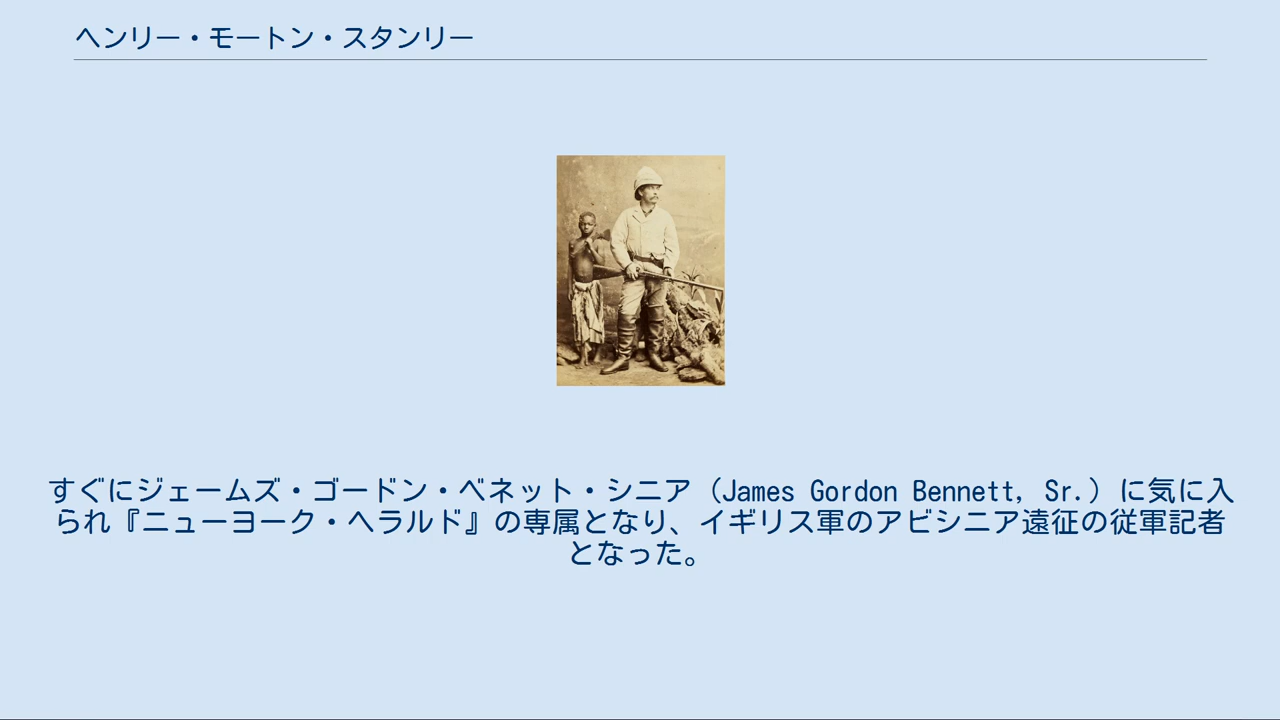 ヘンリー・モートン・スタンリー
すぐにジェームズ・ゴードン・ベネット・シニア（James Gordon Bennett, Sr.）に気に入
られ『ニューヨーク・ヘラルド』の専属となり、イギリス軍のアビシニア遠征の従軍記者
となった。